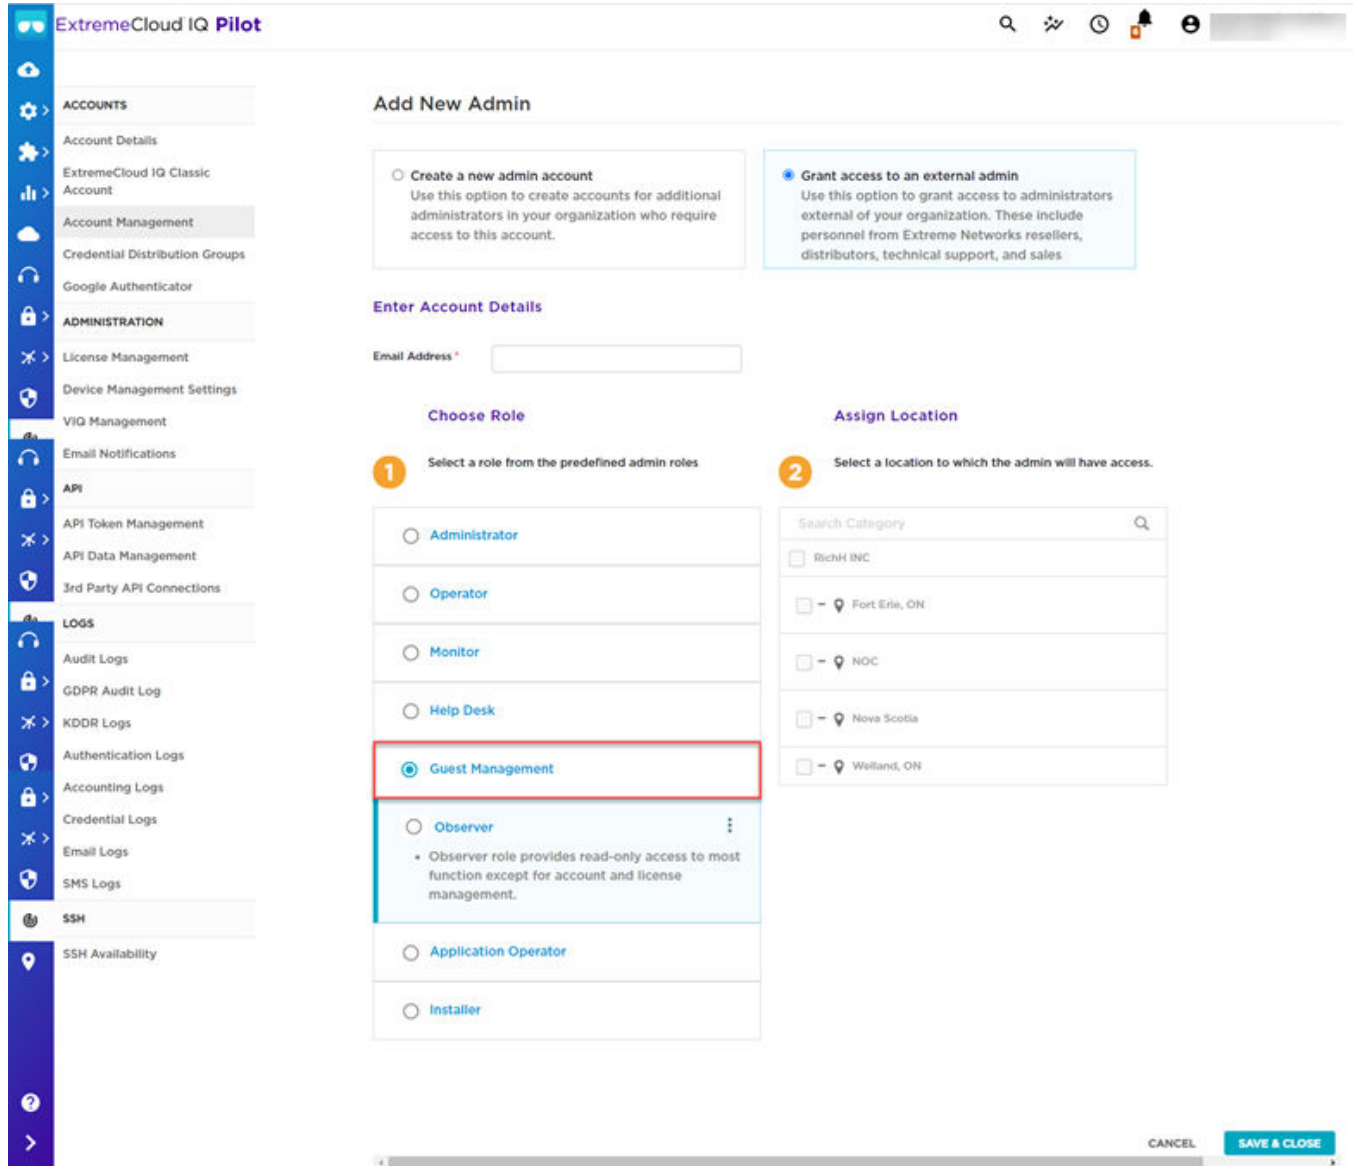 ExtremeCloud IQ Pilot
ACCOUNTS
Account Details
ExtremeCloud IQ Classic
Account
Account Management
Credential Distribution Groups
Google Authenticator
ADMINISTRATION
License Management
Device Management Settings
VIQ Management
Email Notifications
API
API Token Management
API Data Management
3rd Party API Connections
LOGS
Audit Logs
GDPR Audit Log
KDDR Logs
Authentication Logs
Accounting Logs
Credential Logs
Email Logs
SMS Logs
SSH
SSH Availability
Add New Admin
Create a new admin account
Use this option to create accounts for additional
administrators in your organization who require
access to this account.
Grant access to an external admin
Use this option to grant access to administrators
external of your organization. These include
personnel from Extreme Networks resellers,
distributors, technical support, and sales
Enter Account Details
Email Address *
Choose Role
1
Select a role from the predefined admin roles
Administrator
Operator
Monitor
Help Desk
Guest Management
Observer
• Observer role provides read-only access to most
function except for account and license
management.
Application Operator
Installer
Assign Location
2
Select a location to which the admin will have access.
Search Category
RichH INC
Fort Erie, ON
NOC
Nova Scotia
Welland, ON
CANCEL
SAVE & CLOSE